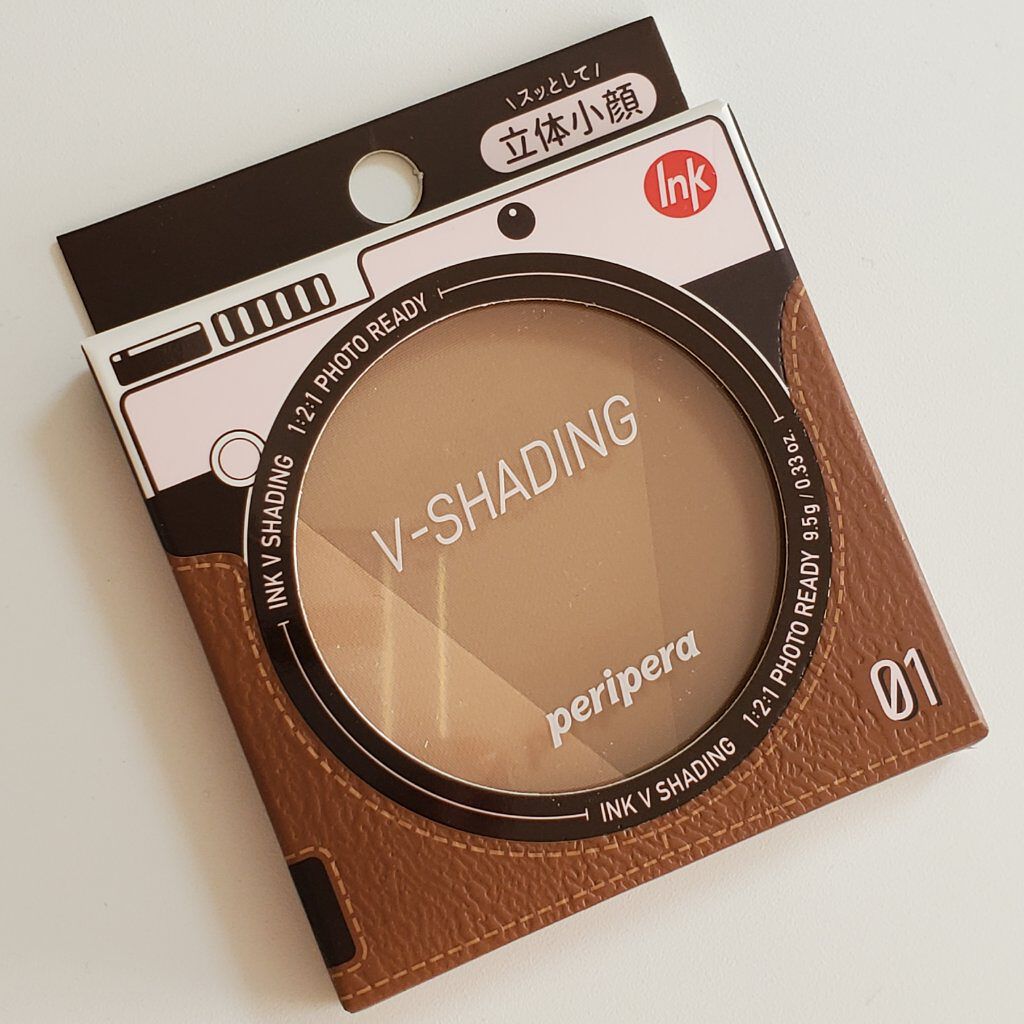 \スッとして/
立体小顔
Ink
INK V SHADING 1:2:1 PHOTO READY
V-SHADING
peripera
INK V SHADING 1:2:1 PHOTO READY 9.5g / 0.33 oz.
01